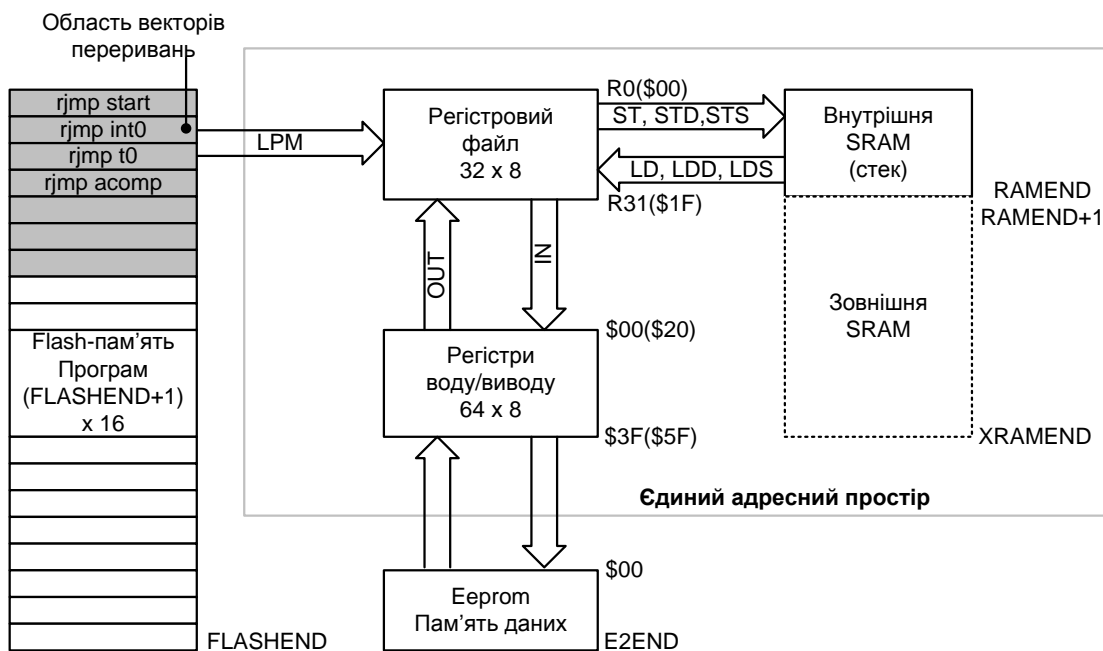 Область векторів
переривань
rjmp start
rjmp int0
rjmp t0
rjmp acomp
Flash-пам’ять
Програм
(FLASHEND+1)
x 16
FLASHEND
LPM
Регістровий
файл
32 x 8
R0($00)
ST, STD,STS
LD, LDD, LDS
R31($1F)
Внутрішня
SRAM
(стек)
RAMEND
RAMEND+1
Зовнішня
SRAM
XRAMEND
OUT
IN
$00($20)
Регістри
воду/виводу
64 x 8
$3F($5F)
Єдиний адресний простір
$00
Eeprom
Пам’ять даних
E2END